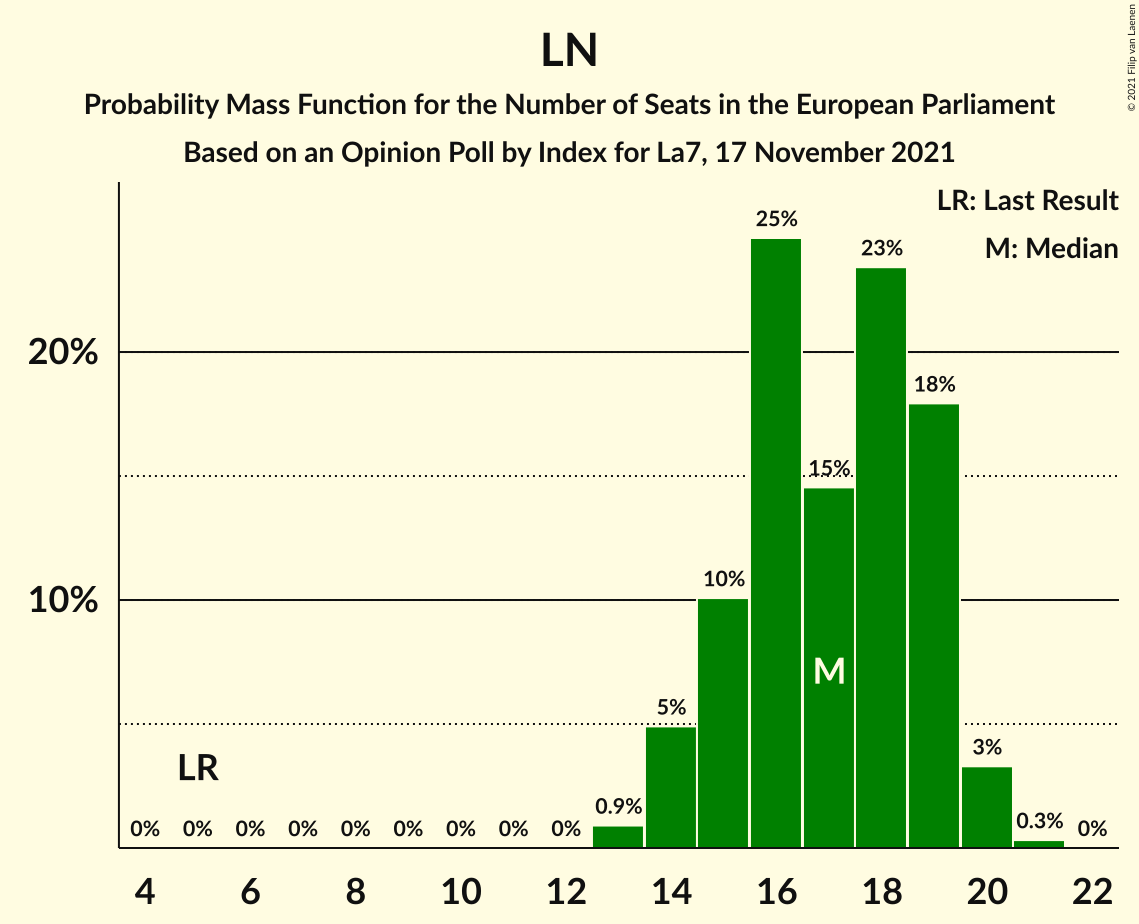 LN
Probability Mass Function for the Number of Seats in the European Parliament
Based on an Opinion Poll by Index for La7, 17 November 2021
© 2021 Filip van Laenen
LR: Last Result
M: Median
20%
10%
0% 0% 0% 0% 0% 0% 0% 0% 0% 0.9% 5% 10% 25% 15% 23% 18% 3% 0.3% 0%
LR
M
4 6 8 10 12 14 16 18 20 22